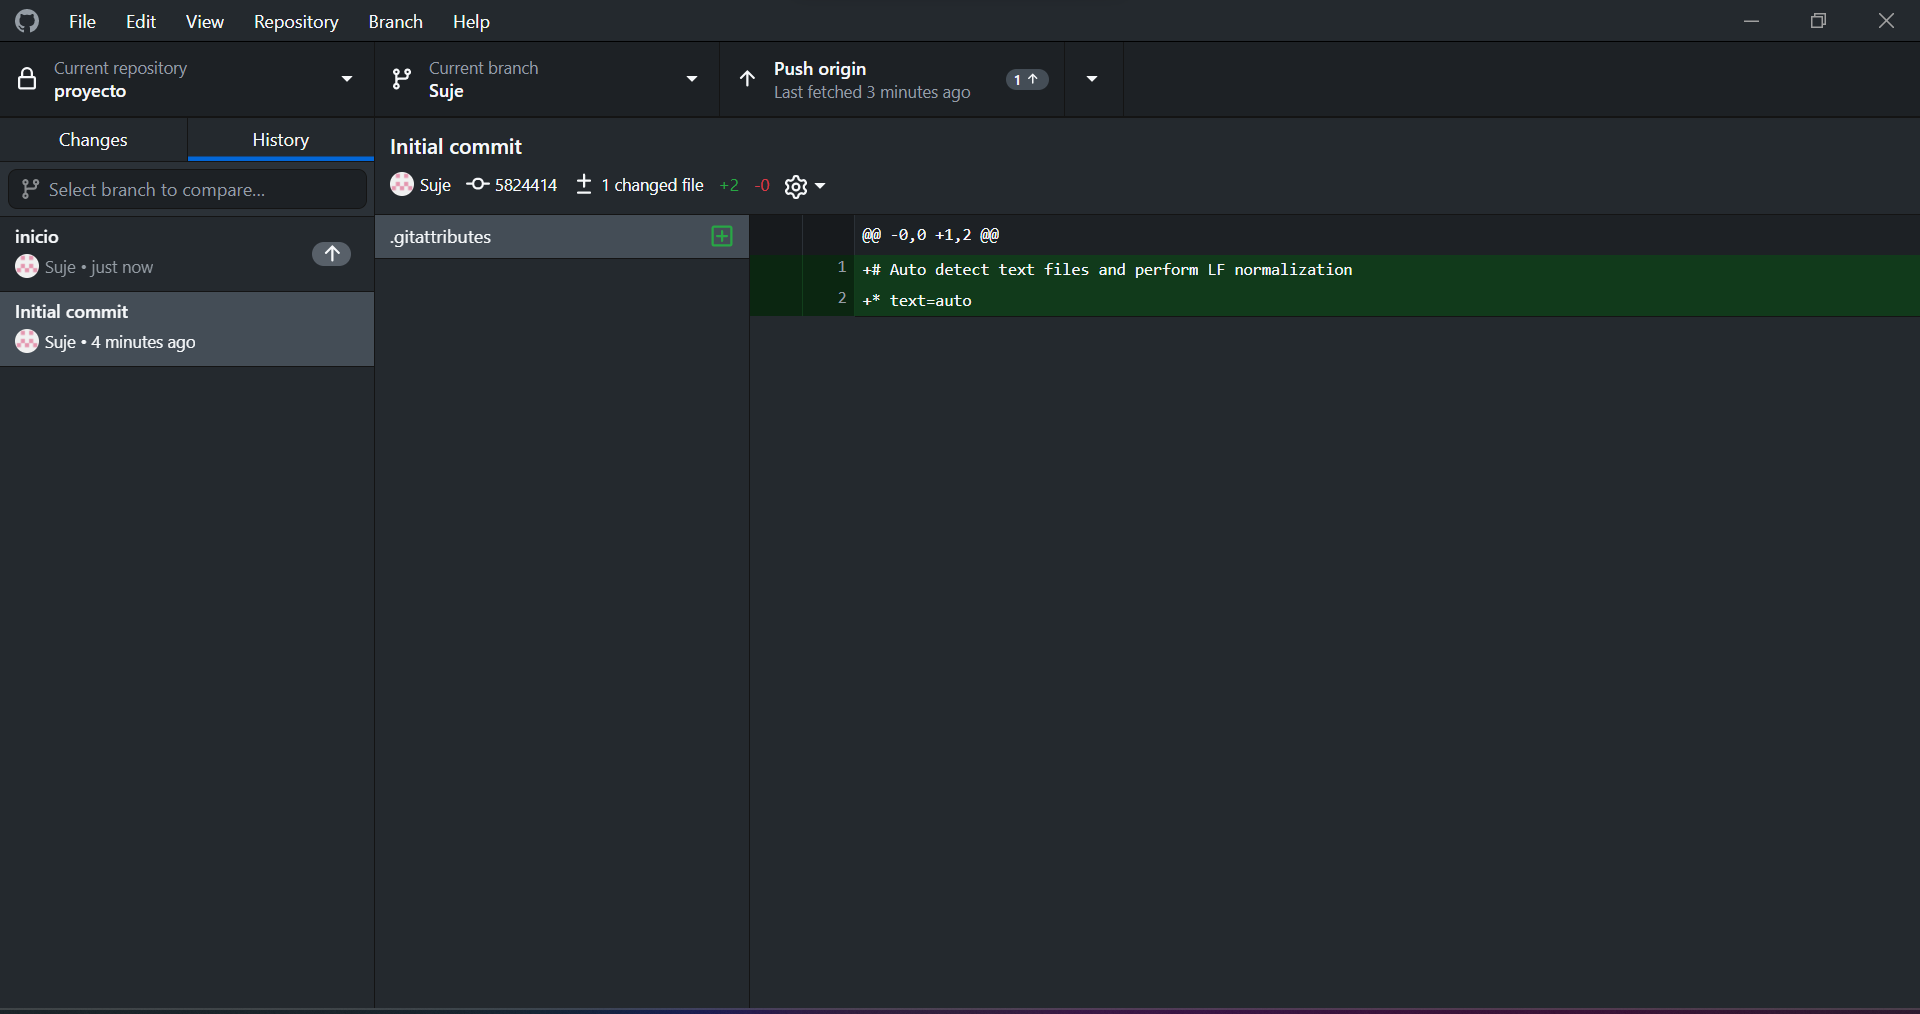 File Edit View Repository Branch Help
Current repository
proyecto
Current branch
Suje
Push origin
Last fetched 3 minutes ago
1
Changes
History
Select branch to compare...
inicio
Suje • just now
Initial commit
Suje • 4 minutes ago
Initial commit
Suje 5824414 1 changed file +2 -0
.gitattributes
@@ -0,0 +1,2 @@
1 +# Auto detect text files and perform LF normalization
2 +* text=auto